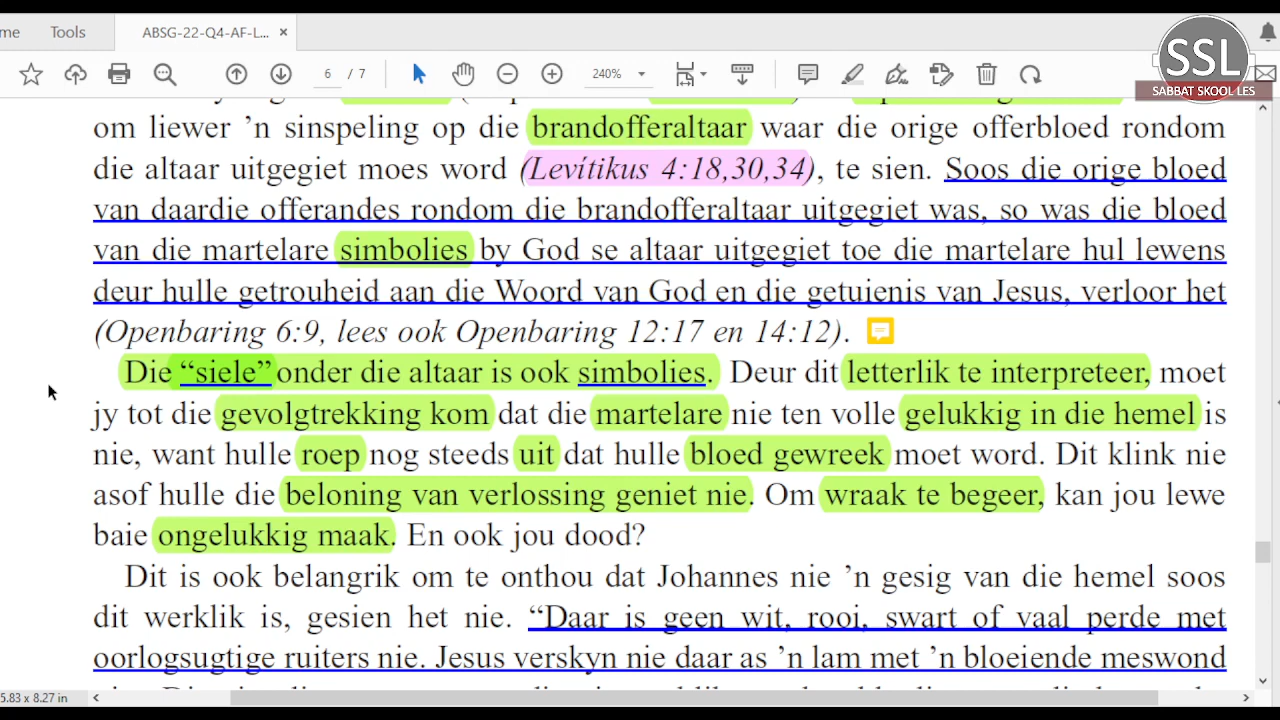 me Tools ABSG-22-Q4-AF-L... ×
6 / 7 240%
SSL
SABBAT SKOOL LES
om liewer ’n sinspeling op die brandofferaltaar waar die orige offerbloed rondom
die altaar uitgegiet moes word (Levítikus 4:18,30,34), te sien. Soos die orige bloed
van daardie offerandes rondom die brandofferaltaar uitgegiet was, so was die bloed
van die martelare simbolies by God se altaar uitgegiet toe die martelare hul lewens
deur hulle getrouheid aan die Woord van God en die getuienis van Jesus, verloor het
(Openbaring 6:9, lees ook Openbaring 12:17 en 14:12).
Die “siele” onder die altaar is ook simbolies. Deur dit letterlik te interpreteer, moet
jy tot die gevolgtrekking kom dat die martelare nie ten volle gelukkig in die hemel is
nie, want hulle roep nog steeds uit dat hulle bloed gewreek moet word. Dit klink nie
asof hulle die beloning van verlossing geniet nie. Om wraak te begeer, kan jou lewe
baie ongelukkig maak. En ook jou dood?
Dit is ook belangrik om te onthou dat Johannes nie ’n gesig van die hemel soos
dit werklik is, gesien het nie. “Daar is geen wit, rooi, swart of vaal perde met
oorlogsugtige ruiters nie. Jesus verskyn nie daar as ’n lam met ’n bloeiende meswond
5.83 x 8.27 in